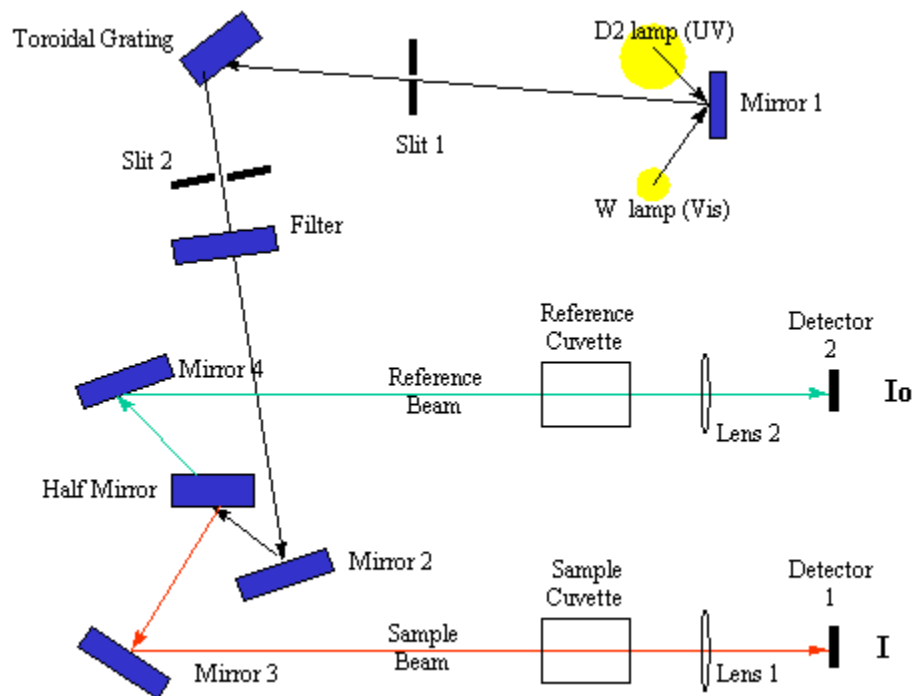 Toroidal Grating
D2 lamp (UV)
Mirror 1
Slit 1
Slit 2
W lamp (Vis)
Filter
Reference
Cuvette
Detector
2
Mirror 4
Reference
Beam
Io
Lens 2
Half Mirror
Mirror 2
Sample
Cuvette
Detector
1
Mirror 3
Sample
Beam
I
Lens 1